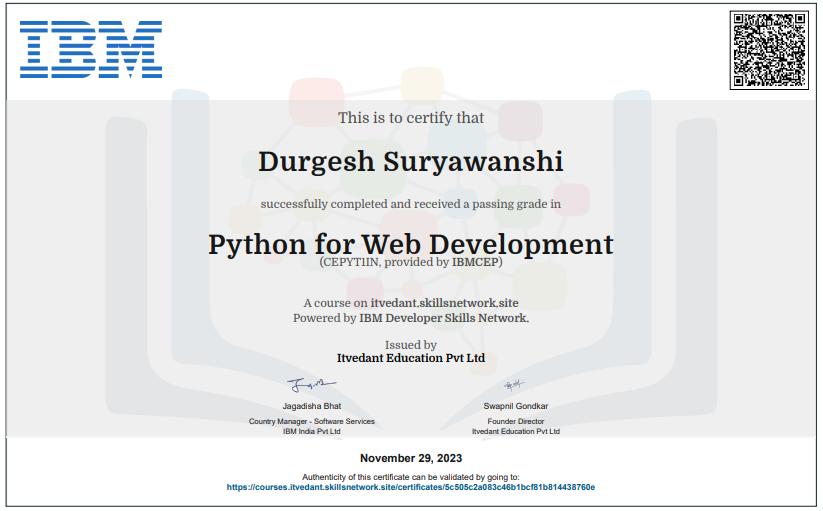 IBM
This is to certify that
Durgesh Suryawanshi
successfully completed and received a passing grade in
Python for Web Development
(CEPYTIIN, provided by IBMCEP)
A course on itvedant.skillsnetwork.site
Powered by IBM Developer Skills Network.
Issued by
Itvedant Education Pvt Ltd
Jagadisha Bhat
Country Manager - Software Services
IBM India Pvt Ltd
Swapnil Gondkar
Founder Director
Itvedant Education Pvt Ltd
November 29, 2023
Authenticity of this certificate can be validated by going to:
https://courses.itvedant.skillsnetwork.site/certificates/5c505c2a083c46b1bcf81b814438760e